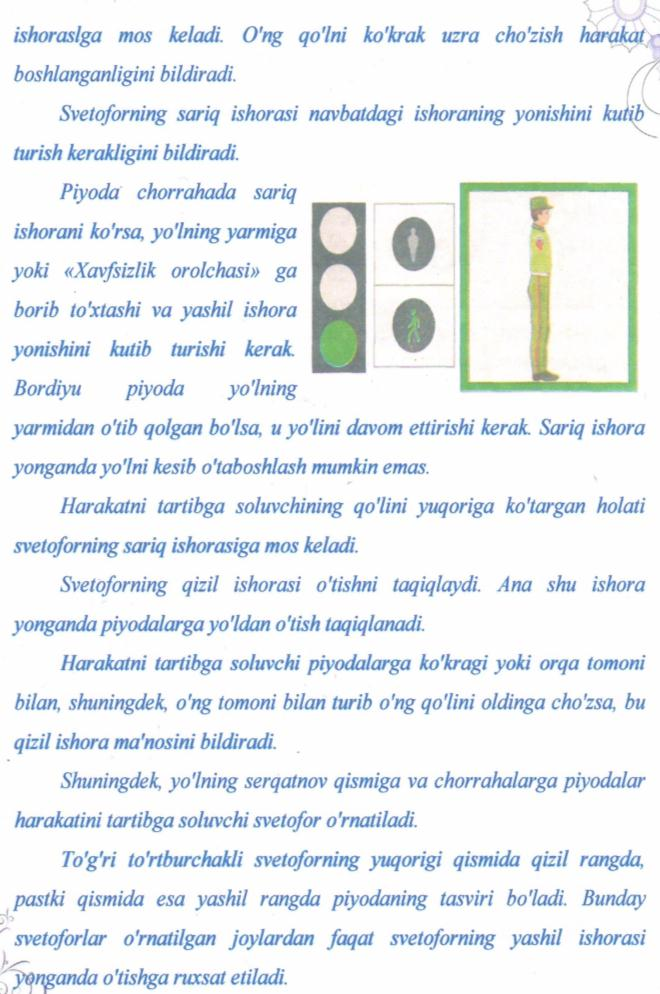 ishoraslga mos keladi. O'ng qo'lni ko'krak uzra cho'zish harakat
boshlanganligini bildiradi.
Svetoforning sariq ishorasi navbatdagi ishoraning yonishini kutib
turish kerakligini bildiradi.
Piyoda chorrahada sariq
ishorani ko'rsa, yo'lning yarmiga
yoki «Xavfsizlik orolchasi» ga
borib to'xtashi va yashil ishora
yonishini kutib turishi kerak.
Bordiyu piyoda yo'lning
yarmidan o'tib qolgan bo'lsa, u yo'lini davom ettirishi kerak. Sariq ishora
yonganda yo'lni kesib o'taboshlash mumkin emas.
Harakatni tartibga soluvchining qo'lini yuqoriga ko'targan holati
svetoforning sariq ishorasiga mos keladi.
Svetoforning qizil ishorasi o'tishni taqiqlaydi. Ana shu ishora
yonganda piyodalarga yo'ldan o'tish taqiqlanadi.
Harakatni tartibga soluvchi piyodalarga ko'kragi yoki orqa tomoni
bilan, shuningdek, o'ng tomoni bilan turib o'ng qo'lini oldinga cho'zsa, bu
qizil ishora ma'nosini bildiradi.
Shuningdek, yo'lning serqatnov qismiga va chorrahalarga piyodalar
harakatini tartibga soluvchi svetofor o'rnatiladi.
To'g'ri to'rtburchakli svetoforning yuqorigi qismida qizil rangda,
pastki qismida esa yashil rangda piyodaning tasviri bo'ladi. Bunday
svetoforlar o'rnatilgan joylardan faqat svetoforning yashil ishorasi
yonganda o'tishga ruxsat etiladi.